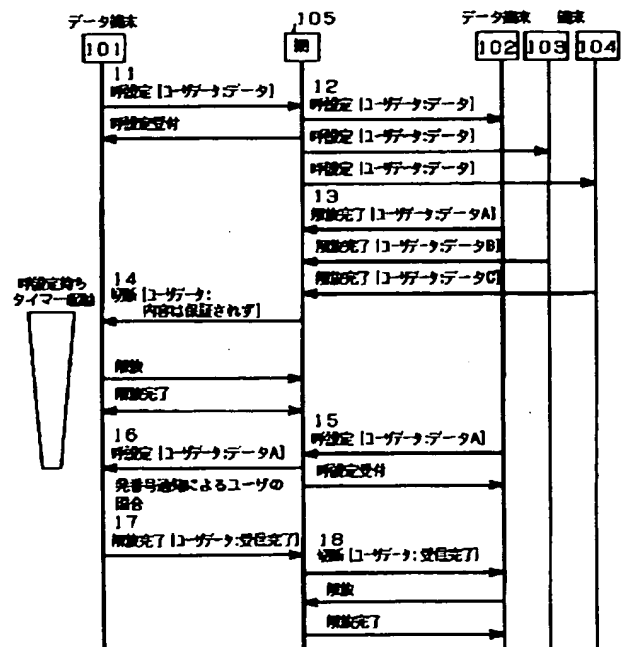 データ端末
101
105
網
データ端末
端末
102
103
104
11
呼設定 [ユーザデータ:データ]
12
呼設定 [ユーザデータ:データ]
呼設定受付
呼設定 [ユーザデータ:データ]
呼設定 [ユーザデータ:データ]
13
解放完了 [ユーザデータ:データA]
解放完了 [ユーザデータ:データB]
解放完了 [ユーザデータ:データC]
呼設定待ち
タイマー起動
14
切断 [ユーザデータ:
内容は保証されず]
解放
解放完了
15
呼設定 [ユーザデータ:データA]
16
呼設定 [ユーザデータ:データA]
呼設定受付
発番号通知によるユーザの
照合
17
解放完了 [ユーザデータ:受信完了]
18
切断 [ユーザデータ:受信完了]
解放
解放完了